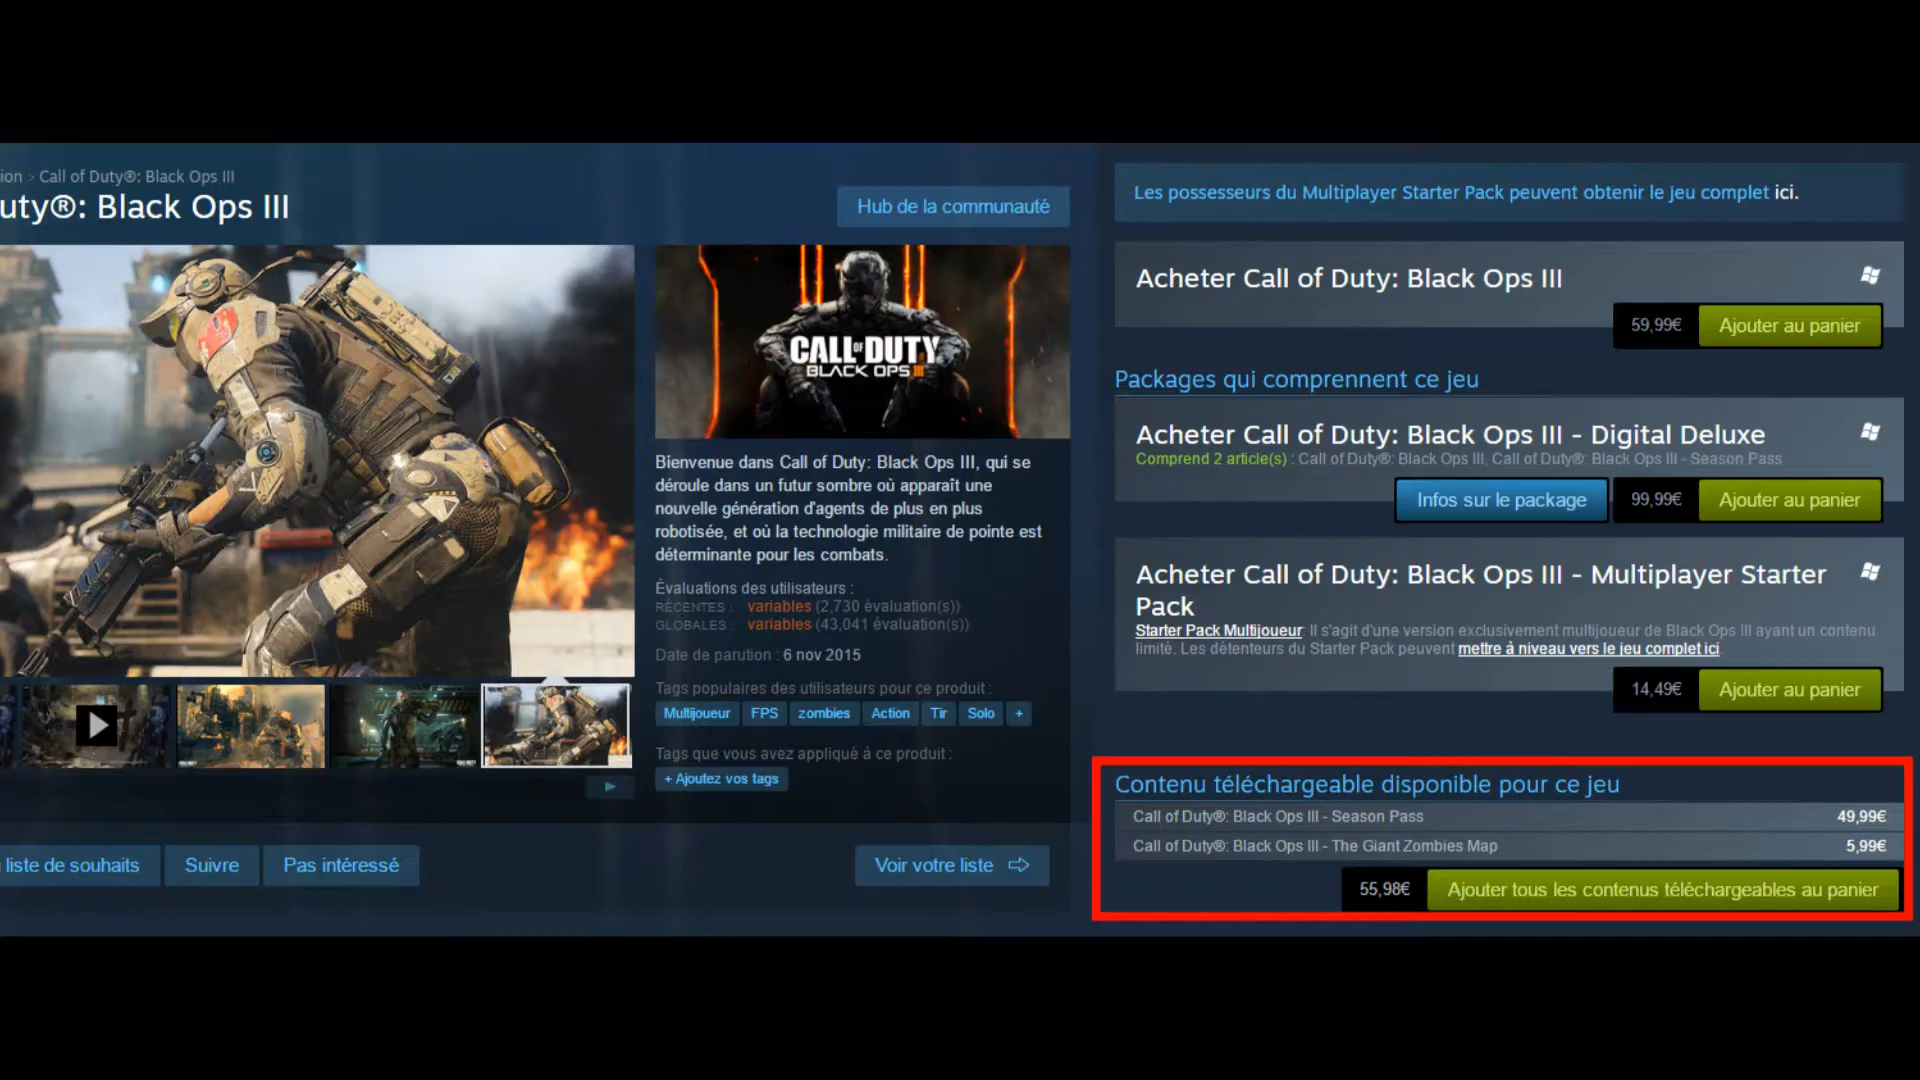 ion > Call of Duty®: Black Ops III
uty®: Black Ops III
Hub de la communauté
CALL OF DUTY
BLACK OPS III
Bienvenue dans Call of Duty: Black Ops III, qui se
déroule dans un futur sombre où apparaît une
nouvelle génération d'agents de plus en plus
robotisée, et où la technologie militaire de pointe est
déterminante pour les combats.
Évaluations des utilisateurs :
RÉCENTES : variables (2,730 évaluation(s))
GLOBALES : variables (43,041 évaluation(s))
Date de parution : 6 nov 2015
Tags populaires des utilisateurs pour ce produit :
Multijoueur FPS zombies Action Tir Solo +
Tags que vous avez appliqué à ce produit :
+ Ajoutez vos tags
liste de souhaits
Suivre
Pas intéressé
Voir votre liste
Les possesseurs du Multiplayer Starter Pack peuvent obtenir le jeu complet ici.
Acheter Call of Duty: Black Ops III
59,99€ Ajouter au panier
Packages qui comprennent ce jeu
Acheter Call of Duty: Black Ops III - Digital Deluxe
Comprend 2 article(s) : Call of Duty®: Black Ops III, Call of Duty®: Black Ops III - Season Pass
Infos sur le package 99,99€ Ajouter au panier
Acheter Call of Duty: Black Ops III - Multiplayer Starter
Pack
Starter Pack Multijoueur: Il s'agit d'une version exclusivement multijoueur de Black Ops III ayant un contenu
limité. Les détenteurs du Starter Pack peuvent mettre à niveau vers le jeu complet ici.
14,49€ Ajouter au panier
Contenu téléchargeable disponible pour ce jeu
Call of Duty®: Black Ops III - Season Pass 49,99€
Call of Duty®: Black Ops III - The Giant Zombies Map 5,99€
55,98€ Ajouter tous les contenus téléchargeables au panier